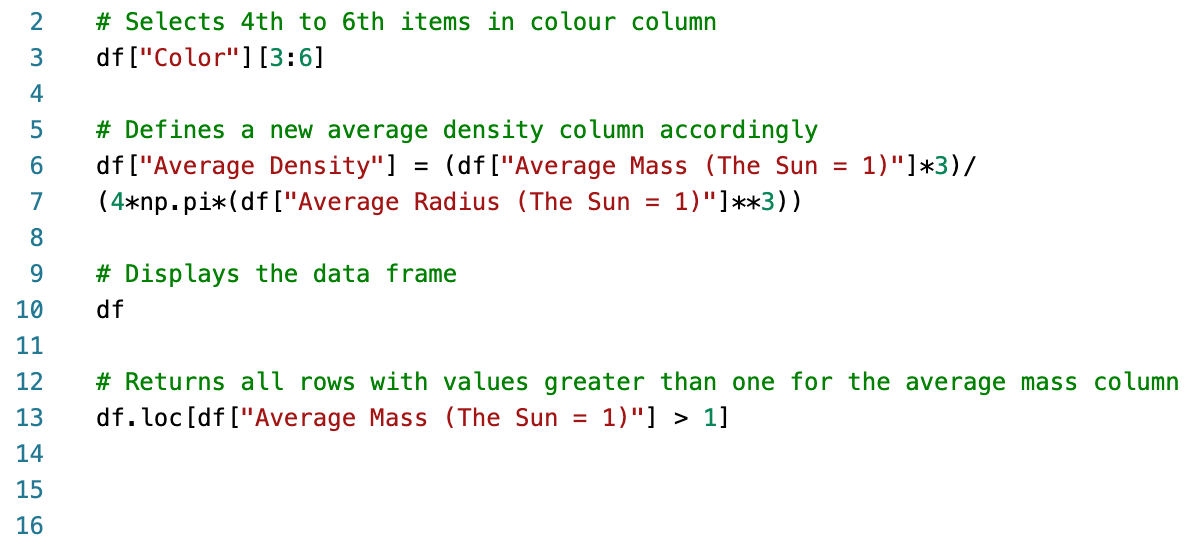 2 # Selects 4th to 6th items in colour column
3 df["Color"][3:6]
4
5 # Defines a new average density column accordingly
6 df["Average Density"] = (df["Average Mass (The Sun = 1)"]*3)/
7 (4*np.pi*(df["Average Radius (The Sun = 1)"]**3))
8
9 # Displays the data frame
10 df
11
12 # Returns all rows with values greater than one for the average mass column
13 df.loc[df["Average Mass (The Sun = 1)"] > 1]
14
15
16